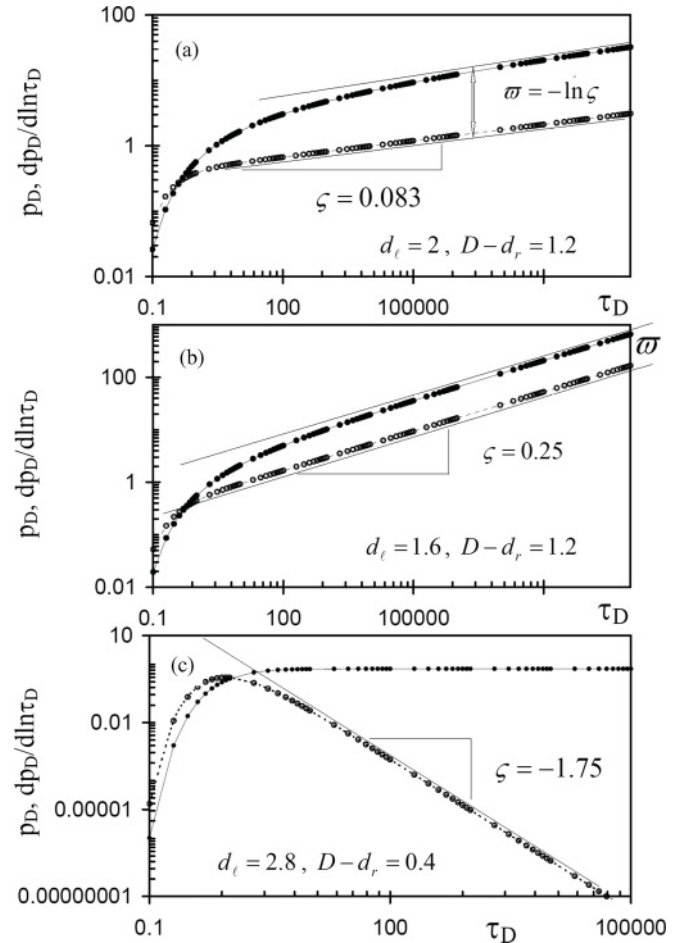 100
(a)
ϖ = −ln ς
1
p_D, dp_D/dlnτ_D
ς = 0.083
d_ℓ = 2 , D − d_r = 1.2
0.01
0.1 100 100000 τ_D
(b)
ϖ
100
p_D, dp_D/dlnτ_D
ς = 0.25
1
d_ℓ = 1.6 , D − d_r = 1.2
0.01
0.1 100 100000 τ_D
10
(c)
0.01
p_D, dp_D/dlnτ_D
ς = −1.75
0.00001
d_ℓ = 2.8 , D − d_r = 0.4
0.00000001
0.1 100 100000
τ_D